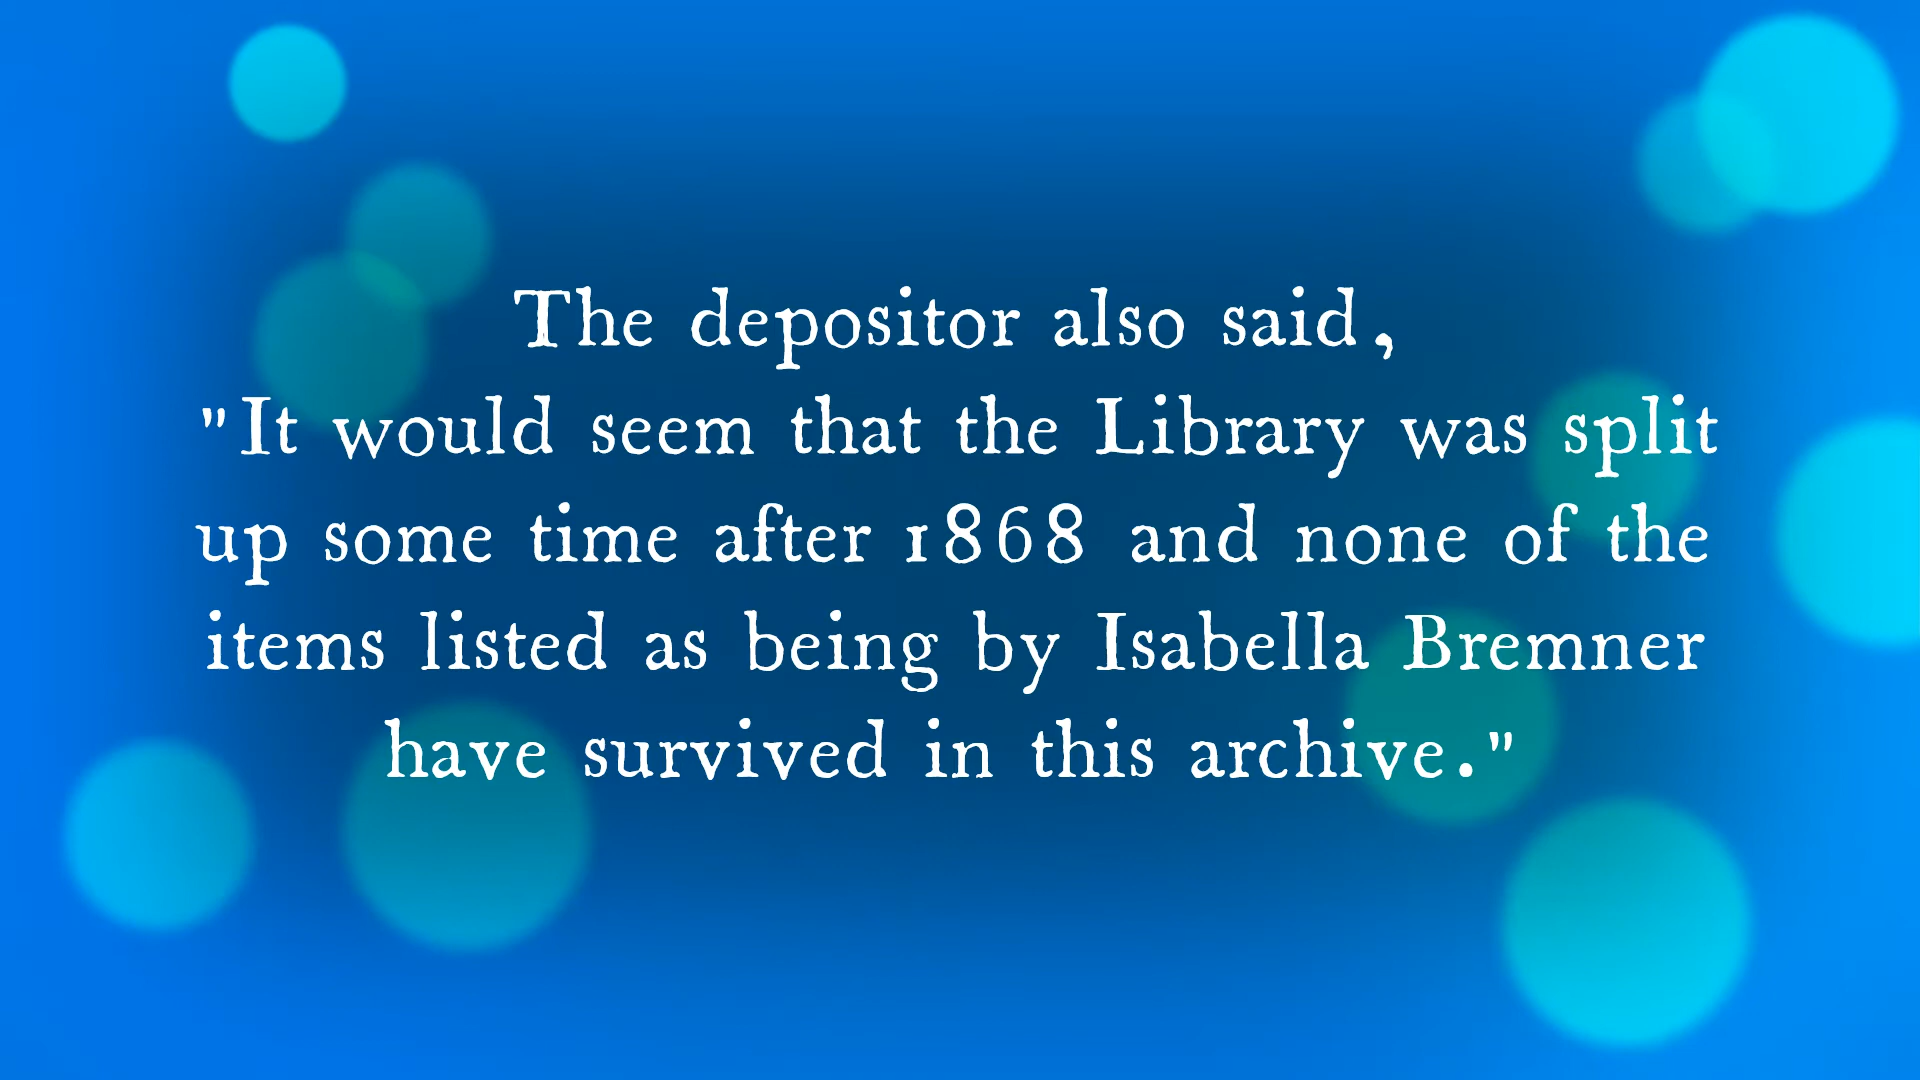 The depositor also said,
"It would seem that the Library was split
up some time after 1868 and none of the
items listed as being by Isabella Bremner
have survived in this archive."